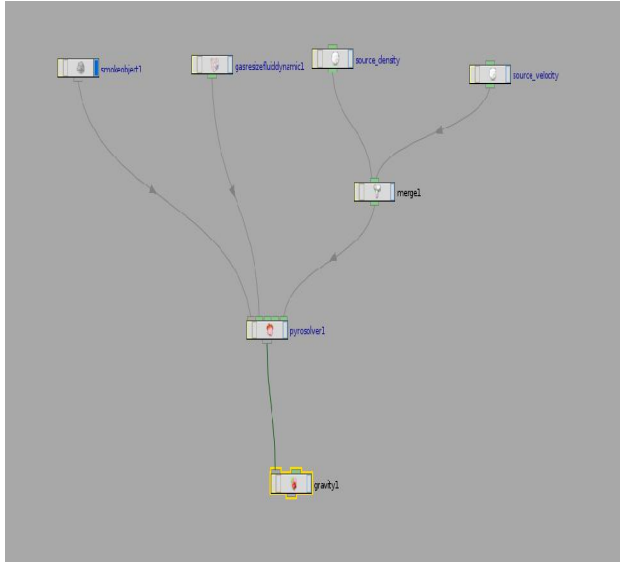 smokeobject1
gasresizefluiddynamic1
source_density
source_velocity
merge1
pyrosolver1
gravity1